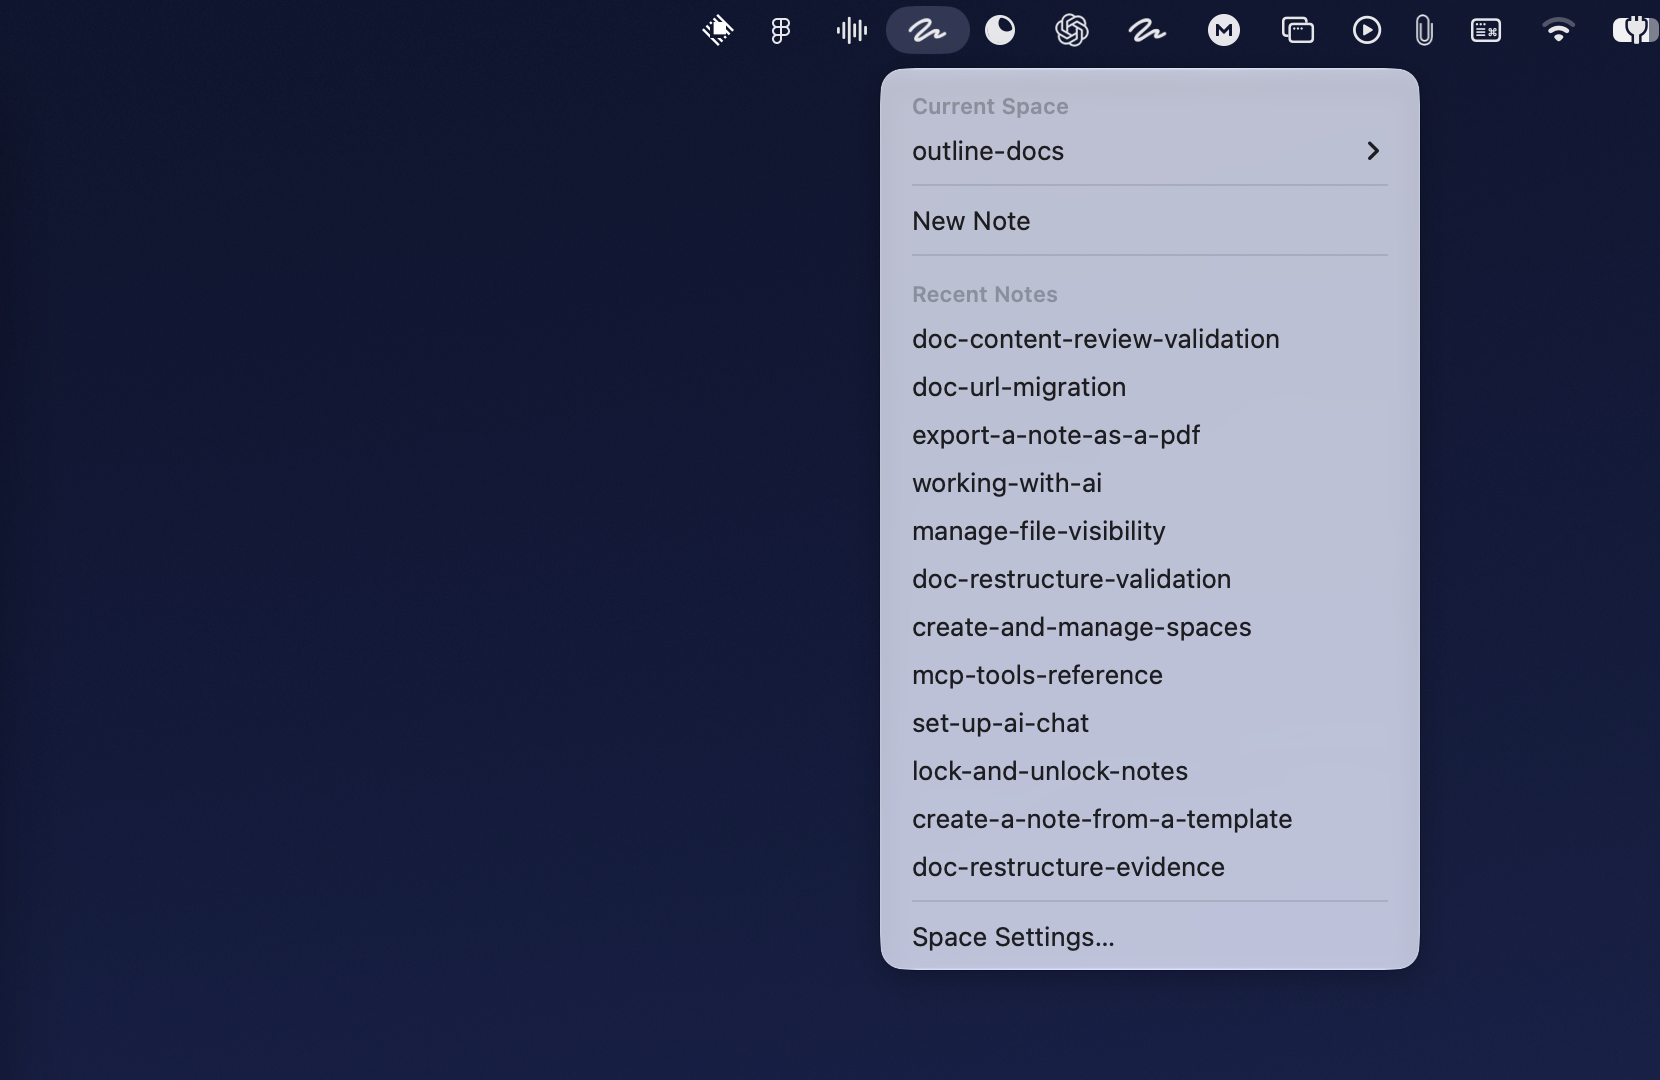 Current Space
outline-docs
New Note
Recent Notes
doc-content-review-validation
doc-url-migration
export-a-note-as-a-pdf
working-with-ai
manage-file-visibility
doc-restructure-validation
create-and-manage-spaces
mcp-tools-reference
set-up-ai-chat
lock-and-unlock-notes
create-a-note-from-a-template
doc-restructure-evidence
Space Settings...